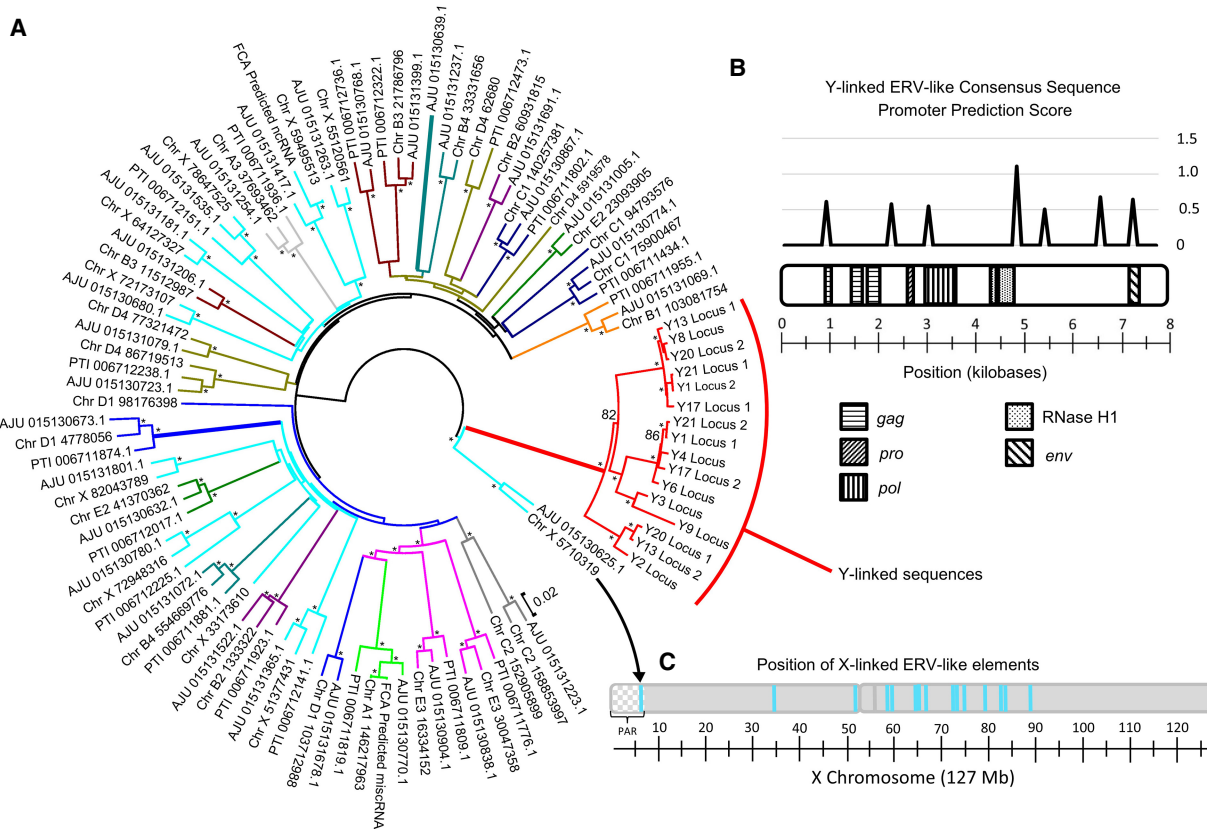 A
FCA Predicted ncRNA
Chr X 59495513
AJU 015131263.1
Chr X 55120561
PTI 006712736.1
AJU 015130768.1
PTI 006712322.1
Chr B3 21786796
AJU 015131399.1
AJU 015130639.1
AJU 015131237.1
Chr B4 33331656
Chr D4 62680
PTI 006712473.1
Chr B2 60931815
AJU 015131691.1
Chr C1 140257381
AJU 015130867.1
PTI 006711802.1
Chr D4 5919578
AJU 015131005.1
Chr E2 23093905
Chr C1 94793576
AJU 015130774.1
Chr C1 75900467
PTI 006711434.1
PTI 006711955.1
AJU 015131069.1
Chr B1 103081754
Y13 Locus 1
Y8 Locus
Y20 Locus 2
Y21 Locus 1
Y1 Locus 2
Y17 Locus 1
Y21 Locus 2
Y1 Locus 1
Y4 Locus
Y17 Locus 2
Y6 Locus
Y3 Locus
Y9 Locus
Y20 Locus 1
Y13 Locus 2
Y2 Locus
82
86
Y-linked sequences
AJU 015130625.1
Chr X 5710319
0.02
AJU 015131223.1
Chr C2 158853997
Chr C2 152905899
PTI 006711776.1
Chr E3 30047358
AJU 015130838.1
PTI 006711809.1
AJU 015130904.1
Chr E3 16334152
AJU 015130770.1
FCA Predicted miscRNA
Chr A1 146217963
PTI 006711819.1
AJU 015131678.1
Chr D1 103712988
PTI 006712141.1
Chr X 51377431
AJU 015131365.1
PTI 006711923.1
Chr B2 1333322
AJU 015131522.1
Chr X 33173610
PTI 006711881.1
Chr B4 554669776
AJU 015131072.1
PTI 006712225.1
Chr X 72948316
AJU 015130780.1
PTI 006712017.1
AJU 015130632.1
Chr E2 41370362
Chr X 82043789
AJU 015131801.1
PTI 006711874.1
Chr D1 4778056
AJU 015130673.1
Chr D1 98176398
AJU 015130723.1
PTI 006712238.1
Chr D4 86719513
AJU 015131079.1
Chr D4 77321472
AJU 015130680.1
Chr X 72173107
Chr B3 11512987
AJU 015131206.1
Chr X 64127327
AJU 015131181.1
PTI 006712151.1
AJU 015131535.1
Chr X 78647525
AJU 015131254.1
Chr A3 37693462
PTI 006711936.1
AJU 015131417.1
B
Y-linked ERV-like Consensus Sequence
Promoter Prediction Score
1.5
1.0
0.5
0
0 1 2 3 4 5 6 7 8
Position (kilobases)
gag
pro
pol
RNase H1
env
C
Position of X-linked ERV-like elements
PAR
10 20 30 40 50 60 70 80 90 100 110 120
X Chromosome (127 Mb)